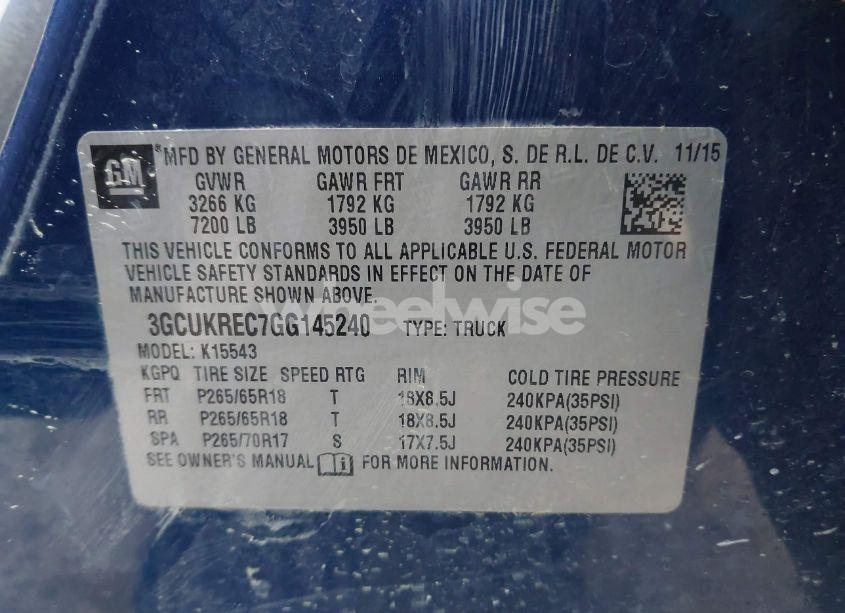 GM ® MFD BY GENERAL MOTORS DE MEXICO, S. DE R.L. DE C.V. 11/15
GVWR GAWR FRT GAWR RR
3266 KG 1792 KG 1792 KG
7200 LB 3950 LB 3950 LB
THIS VEHICLE CONFORMS TO ALL APPLICABLE U.S. FEDERAL MOTOR
VEHICLE SAFETY STANDARDS IN EFFECT ON THE DATE OF
MANUFACTURE SHOWN ABOVE.
wheelwise
3GCUKREC7GG145240 TYPE: TRUCK
MODEL: K15543
KGPQ TIRE SIZE SPEED RTG RIM COLD TIRE PRESSURE
FRT P265/65R18 T 18X8.5J 240KPA(35PSI)
RR P265/65R18 T 18X8.5J 240KPA(35PSI)
SPA P265/70R17 S 17X7.5J 240KPA(35PSI)
SEE OWNER'S MANUAL FOR MORE INFORMATION.